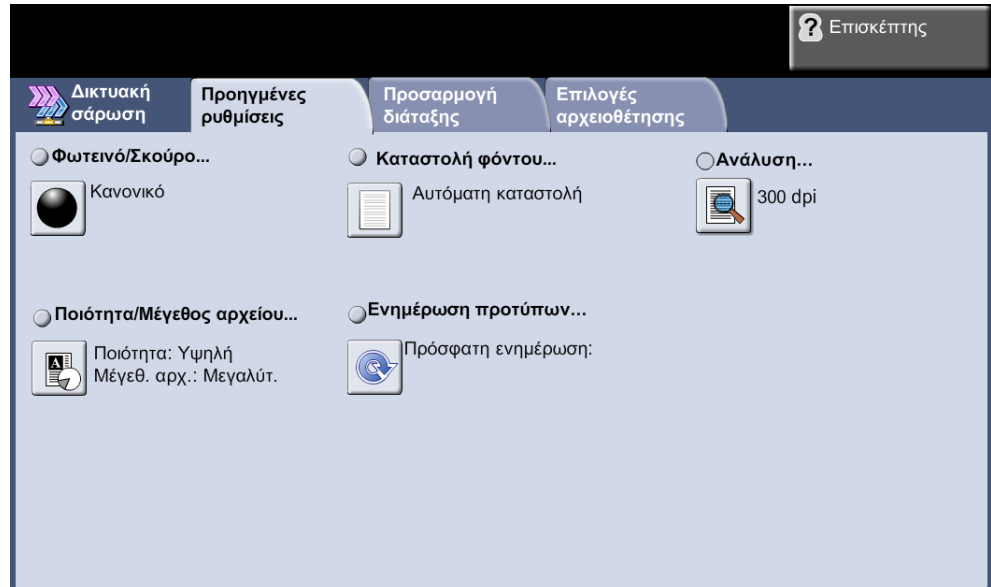 Επισκέπτης
Δικτυακή
σάρωση
Προηγμένες
ρυθμίσεις
Προσαρμογή
διάταξης
Επιλογές
αρχειοθέτησης
Φωτεινό/Σκούρο...
Κανονικό
Καταστολή φόντου...
Αυτόματη καταστολή
Ανάλυση...
300 dpi
Ποιότητα/Μέγεθος αρχείου...
Ποιότητα: Υψηλή
Μέγεθ. αρχ.: Μεγαλύτ.
Ενημέρωση προτύπων...
Πρόσφατη ενημέρωση: